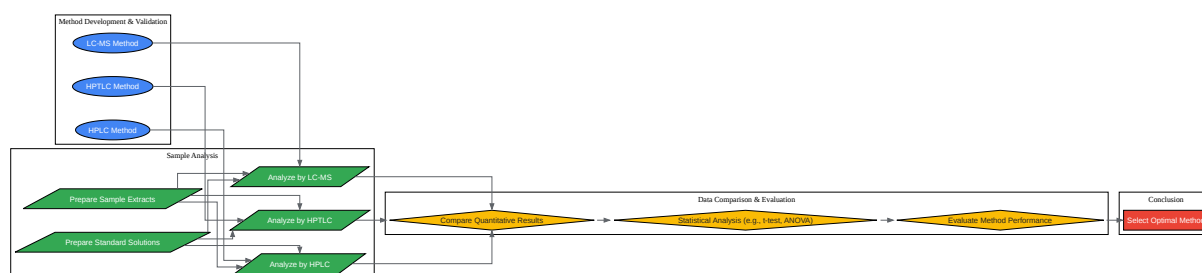 Method Development & Validation
LC-MS Method
HPTLC Method
HPLC Method
Sample Analysis
Analyze by LC-MS
Prepare Sample Extracts
Analyze by HPTLC
Prepare Standard Solutions
Analyze by HPLC
Data Comparison & Evaluation
Compare Quantitative Results
Statistical Analysis (e.g., t-test, ANOVA)
Evaluate Method Performance
Conclusion
Select Optimal Method